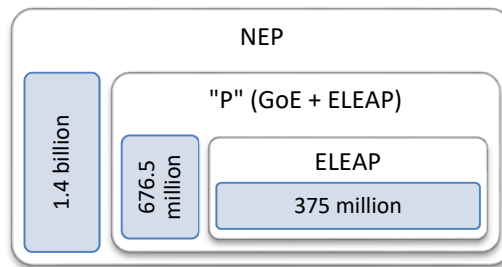 NEP
"P" (GoE + ELEAP)
1.4 billion
676.5
million
ELEAP
375 million